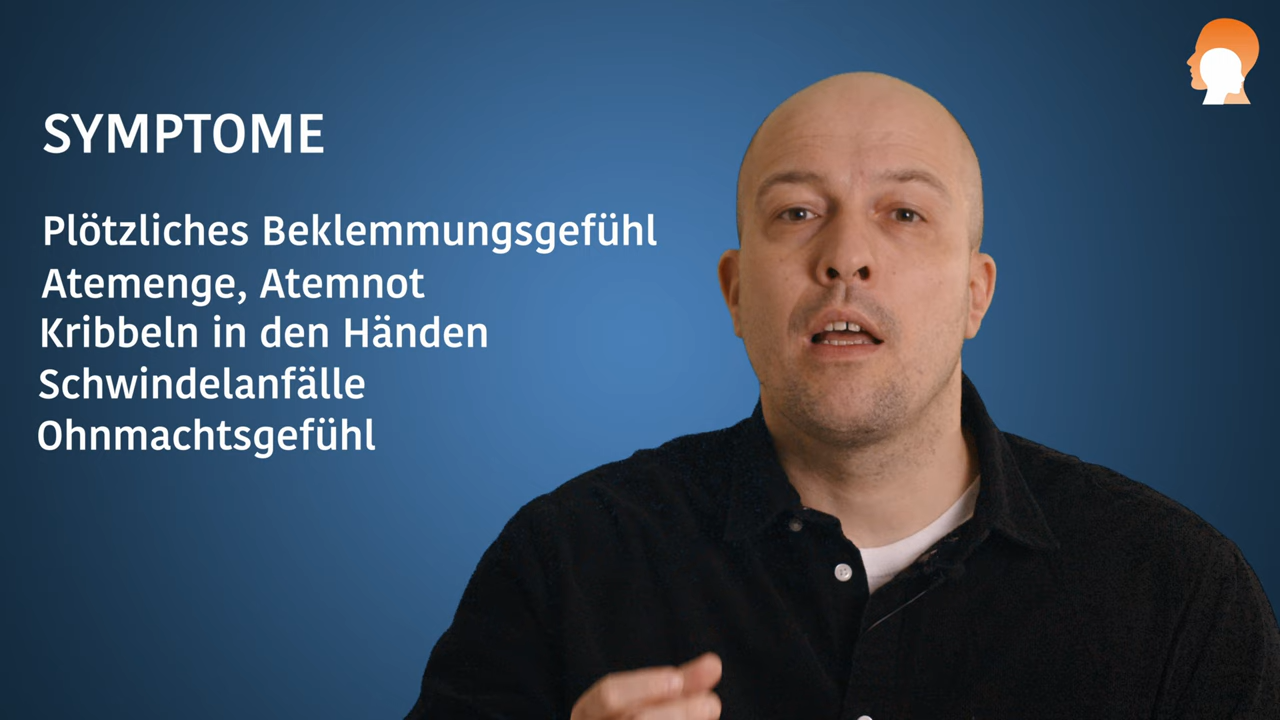 SYMPTOME
Plötzliches Beklemmungsgefühl
Atemenge, Atemnot
Kribbeln in den Händen
Schwindelanfälle
Ohnmachtsgefühl